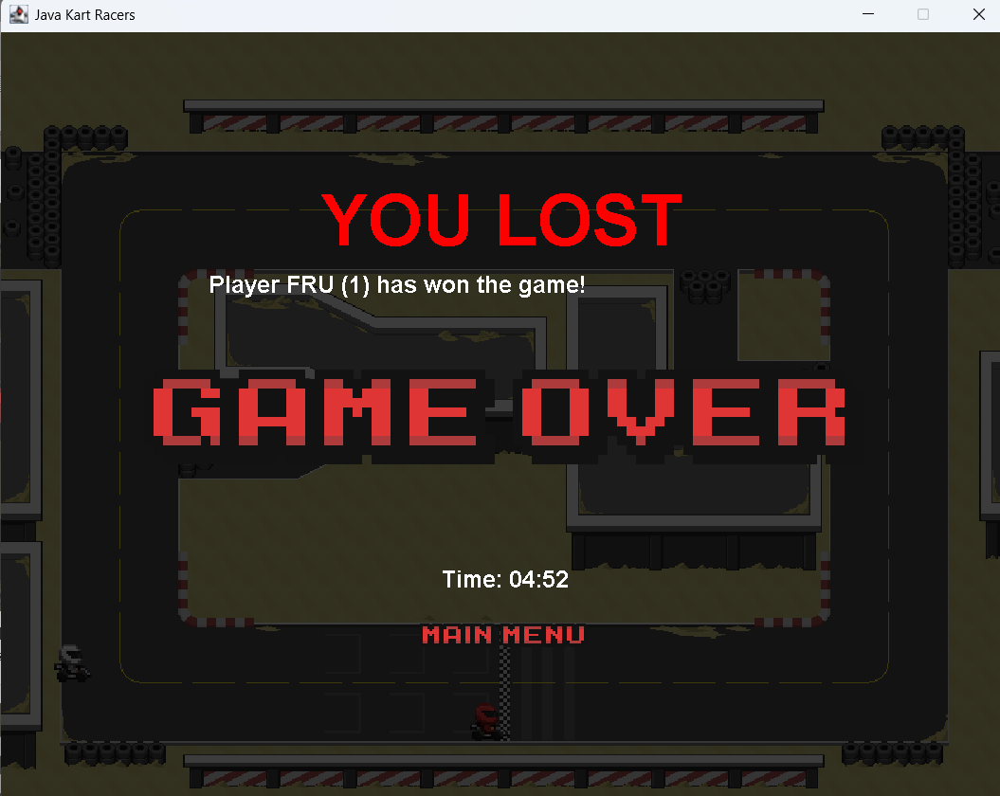 Java Kart Racers
YOU LOST
Player FRU (1) has won the game!
GAME OVER
Time: 04:52
MAIN MENU